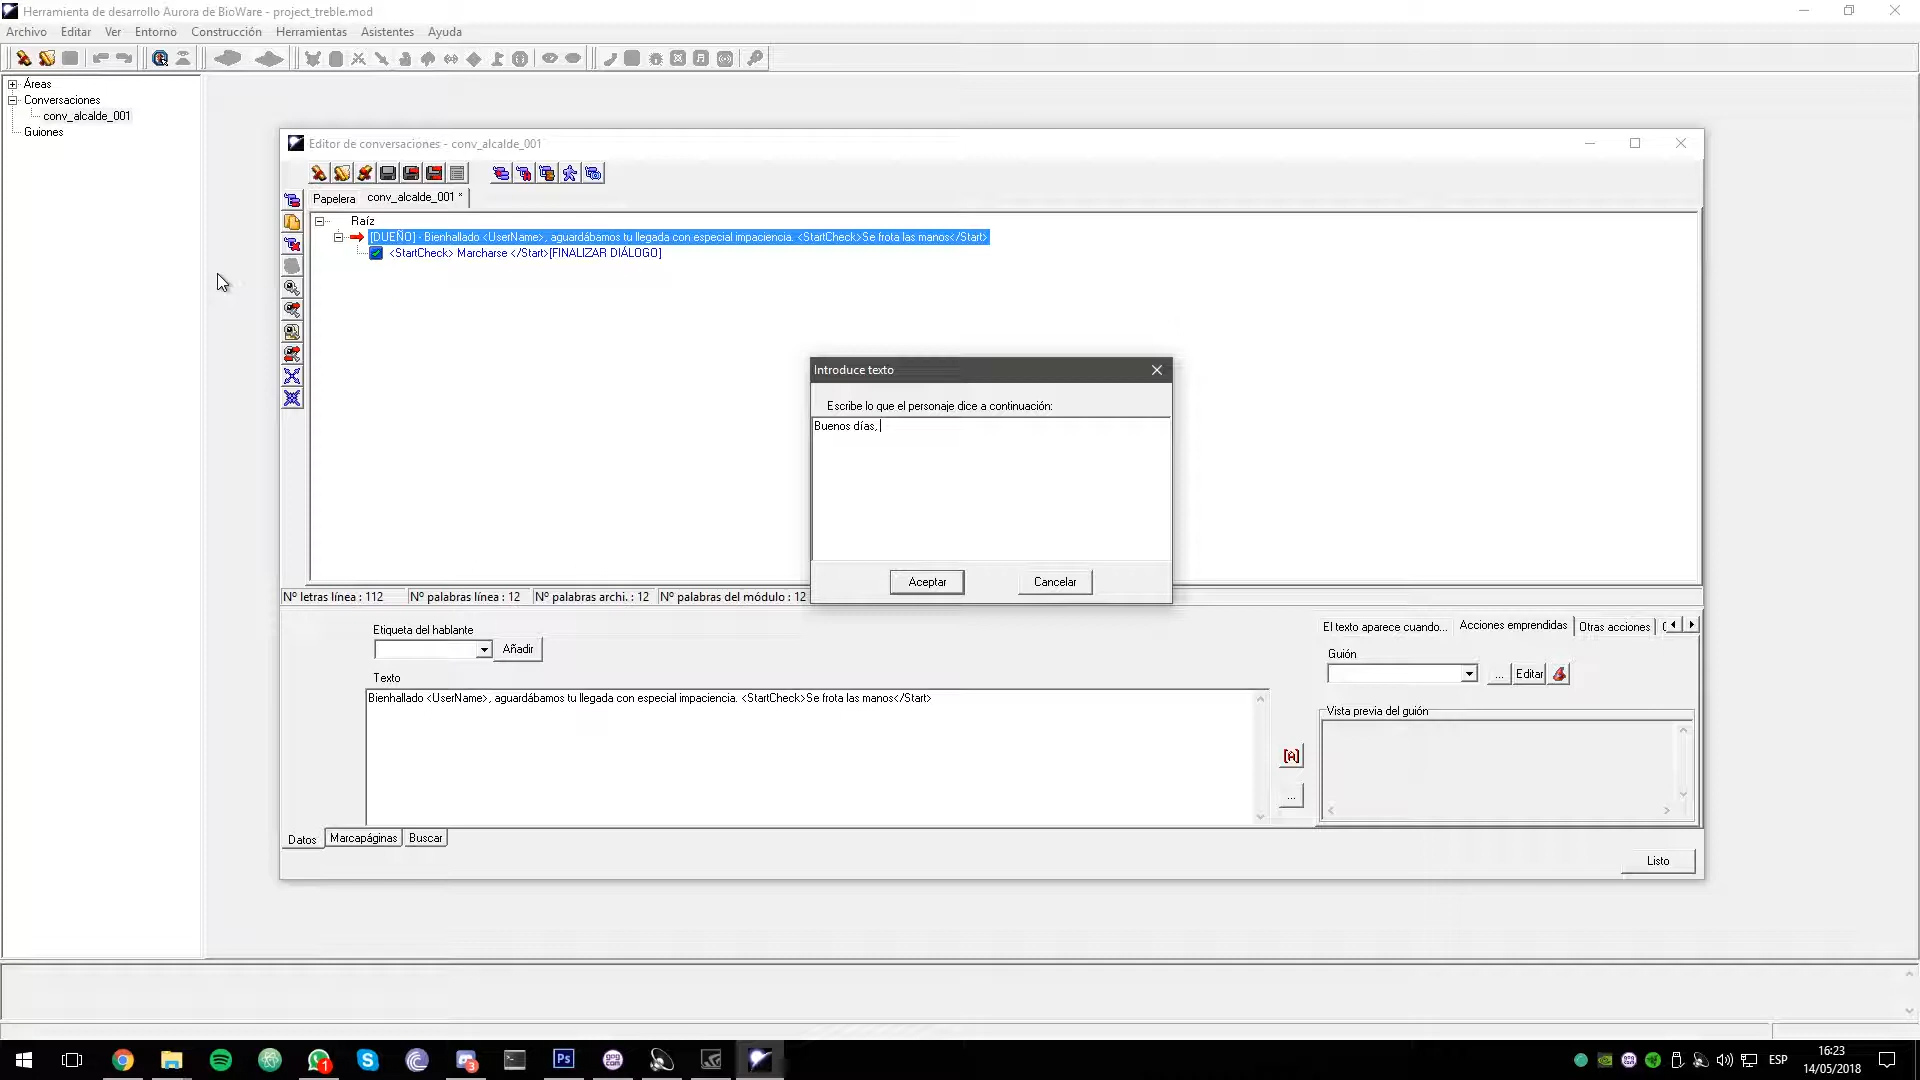 Herramienta de desarrollo Aurora de BioWare - project_treble.mod
Archivo Editar Ver Entorno Construcción Herramientas Asistentes Ayuda
Áreas
Conversaciones
conv_alcalde_001
Guiones
Editor de conversaciones - conv_alcalde_001
Papelera conv_alcalde_001 *
Raíz
[DUEÑO] - Bienhallado <UserName>, aguardábamos tu llegada con especial impaciencia. <StartCheck>Se frota las manos</Start>
<StartCheck> Marcharse </Start>[FINALIZAR DIÁLOGO]
Introduce texto
Escribe lo que el personaje dice a continuación:
Buenos días,
Aceptar Cancelar
Nº letras línea : 112 Nº palabras línea : 12 Nº palabras archi. : 12 Nº palabras del módulo : 12
Etiqueta del hablante
Añadir
Texto
Bienhallado <UserName>, aguardábamos tu llegada con especial impaciencia. <StartCheck>Se frota las manos</Start>
[A]
...
El texto aparece cuando... Acciones emprendidas Otras acciones
Guión
... Editar
Vista previa del guión
Datos Marcapáginas Buscar
Listo
1 3 Ps gog com
ESP
16:23
14/05/2018